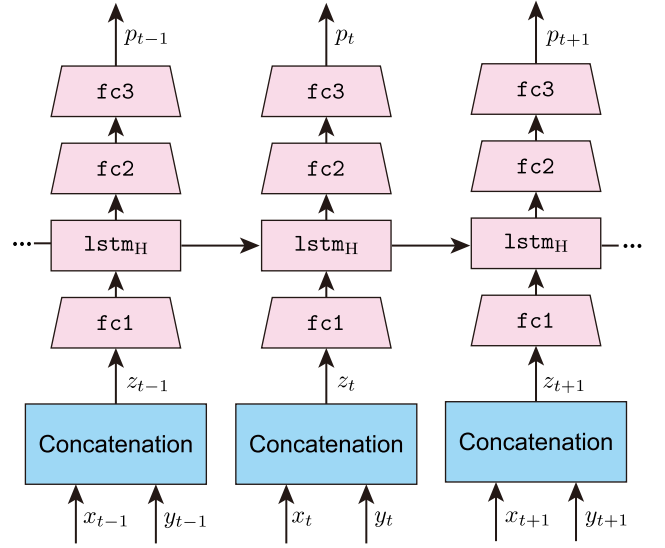 p_{t−1} p_t p_{t+1}
fc3 fc3 fc3
fc2 fc2 fc2
... lstm_H lstm_H lstm_H ...
fc1 fc1 fc1
z_{t−1} z_t z_{t+1}
Concatenation Concatenation Concatenation
x_{t−1} y_{t−1} x_t y_t x_{t+1} y_{t+1}